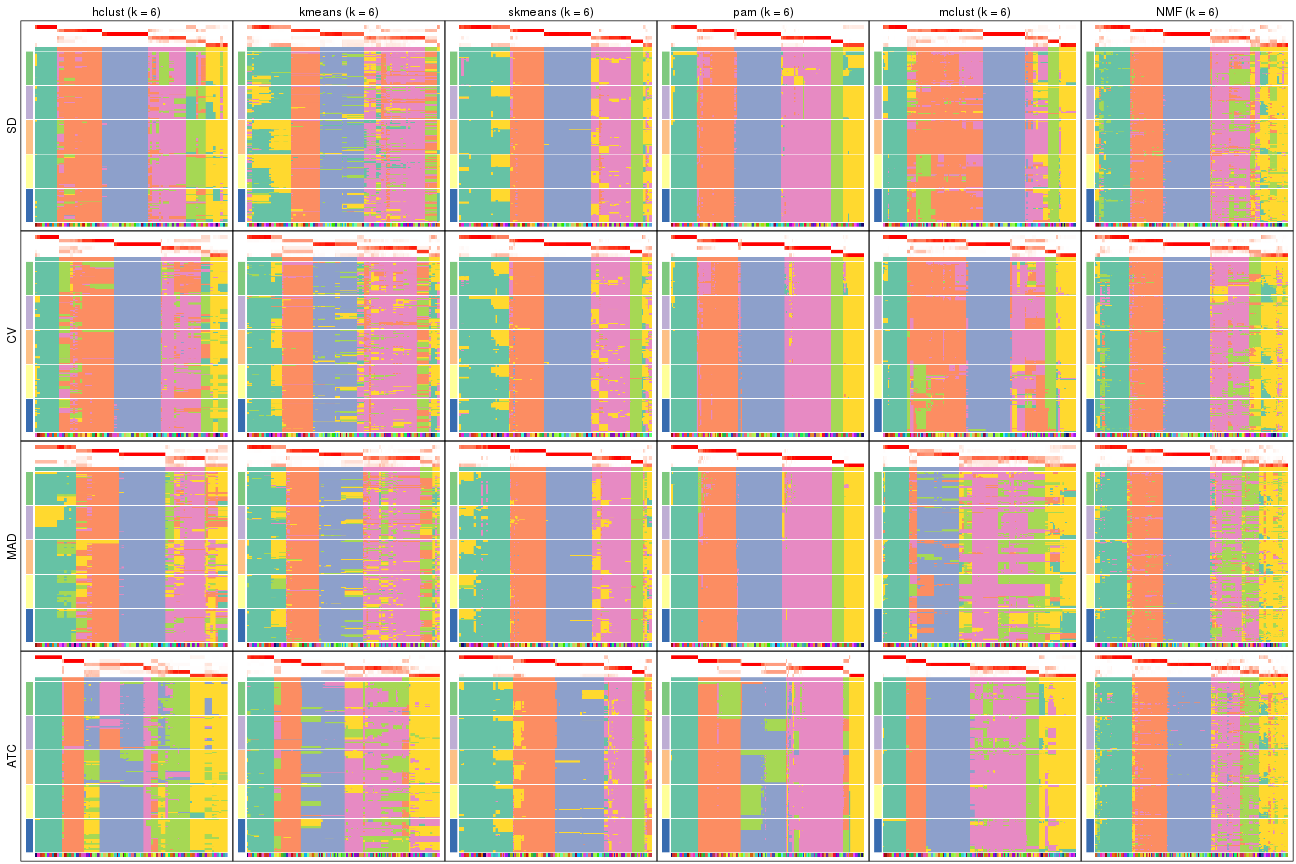 hclust (k = 6)
kmeans (k = 6)
skmeans (k = 6)
pam (k = 6)
mclust (k = 6)
NMF (k = 6)
SD
CV
MAD
ATC